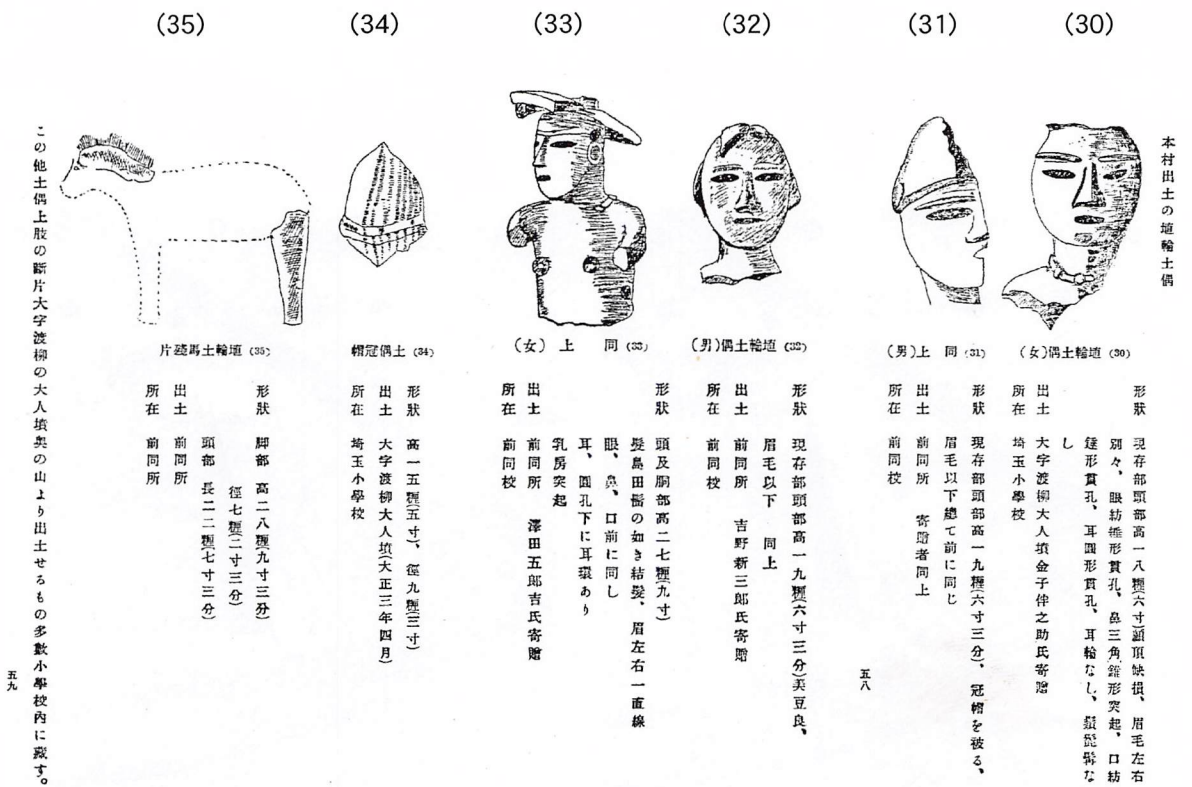 (30)
(31)
(32)
(33)
(34)
(35)
本村出土の埴輪土偶
(30) 埴輪土偶(女)
形狀 現存部頭部高一八糎(六寸)顱頂缺損、眉毛左右
別々、眼紡錘形貫孔、鼻三角錐形突起、口紡
錘形貫孔、耳圓形貫孔、耳輪なし、鬚髭髯な
し
出土 大字渡柳大人墳金子伴之助氏寄贈
所在 埼玉小學校
(31) 同 上(男)
形狀 現存部頭部高一九糎(六寸三分)、冠帽を被る、
眉毛以下總て前に同じ
出土 前同所 寄贈者同上
所在 前同校
五八
(32) 埴輪土偶(男)
形狀 現存部頭部高一九糎(六寸三分)美豆良、
眉毛以下 同上
出土 前同所 吉野新三郎氏寄贈
所在 前同校
(33) 同 上 (女)
形狀 頭及胴部高二七糎(九寸)
髮島田髷の如き結髮、眉左右一直線
眼、鼻、口前に同し
耳、圓孔下に耳環あり
乳房突起
出土 前同所 澤田五郎吉氏寄贈
所在 前同校
(34) 土偶冠帽
形狀 高一五糎(五寸)、徑九糎(三寸)
出土 大字渡柳大人墳(大正三年四月)
所在 埼玉小學校
(35) 埴輪土馬殘片
形狀 脚部 高二八糎(九寸三分)
徑七糎(二寸三分)
頭部 長二二糎(七寸三分)
出土 前同所
所在 前同所
この他土偶上肢の斷片大字渡柳の大人墳奥の山より出土せるもの多數小學校內に藏す。
五九